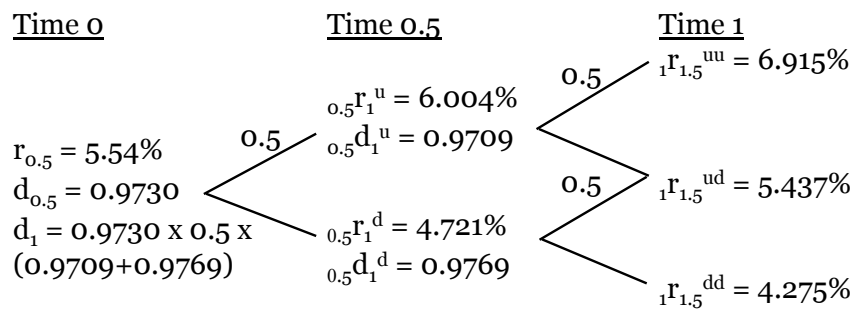 Time 0
Time 0.5
Time 1
r₀.₅ = 5.54%
d₀.₅ = 0.9730
d₁ = 0.9730 x 0.5 x
(0.9709+0.9769)
0.5
₀.₅r₁ᵘ = 6.004%
₀.₅d₁ᵘ = 0.9709
₀.₅r₁ᵈ = 4.721%
₀.₅d₁ᵈ = 0.9769
0.5
0.5
₁r₁.₅ᵘᵘ = 6.915%
₁r₁.₅ᵘᵈ = 5.437%
₁r₁.₅ᵈᵈ = 4.275%